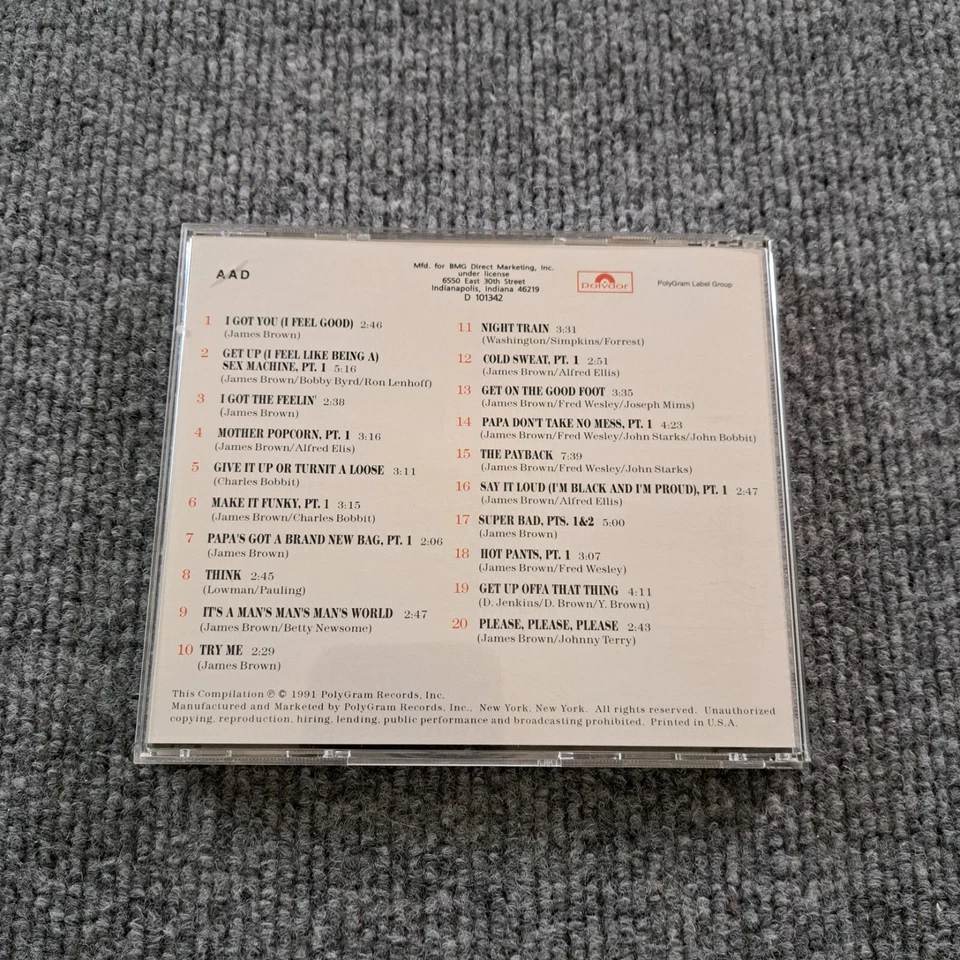 AAD
Mfd. for BMG Direct Marketing, Inc.
under license
6550 East 30th Street
Indianapolis, Indiana 46219
D 101342
Polydor
PolyGram Label Group
1 I GOT YOU (I FEEL GOOD) 2:46
(James Brown)
2 GET UP (I FEEL LIKE BEING A)
SEX MACHINE, PT. 1 5:16
(James Brown/Bobby Byrd/Ron Lenhoff)
3 I GOT THE FEELIN' 2:38
(James Brown)
4 MOTHER POPCORN, PT. 1 3:16
(James Brown/Alfred Elis)
5 GIVE IT UP OR TURNIT A LOOSE 3:11
(Charles Bobbit)
6 MAKE IT FUNKY, PT. 1 3:15
(James Brown/Charles Bobbit)
7 PAPA'S GOT A BRAND NEW BAG, PT. 1 2:06
(James Brown)
8 THINK 2:45
(Lowman/Pauling)
9 IT'S A MAN'S MAN'S MAN'S WORLD 2:47
(James Brown/Betty Newsome)
10 TRY ME 2:29
(James Brown)
11 NIGHT TRAIN 3:31
(Washington/Simpkins/Forrest)
12 COLD SWEAT, PT. 1 2:51
(James Brown/Alfred Ellis)
13 GET ON THE GOOD FOOT 3:35
(James Brown/Fred Wesley/Joseph Mims)
14 PAPA DON'T TAKE NO MESS, PT. 1 4:23
(James Brown/Fred Wesley/John Starks/John Bobbit)
15 THE PAYBACK 7:39
(James Brown/Fred Wesley/John Starks)
16 SAY IT LOUD (I'M BLACK AND I'M PROUD), PT. 1 2:47
(James Brown/Alfred Ellis)
17 SUPER BAD, PTS. 1&2 5:00
(James Brown)
18 HOT PANTS, PT. 1 3:07
(James Brown/Fred Wesley)
19 GET UP OFFA THAT THING 4:11
(D. Jenkins/D. Brown/Y. Brown)
20 PLEASE, PLEASE, PLEASE 2:43
(James Brown/Johnny Terry)
This Compilation ℗ © 1991 PolyGram Records, Inc.
Manufactured and Marketed by PolyGram Records, Inc., New York, New York. All rights reserved. Unauthorized
copying, reproduction, hiring, lending, public performance and broadcasting prohibited. Printed in U.S.A.